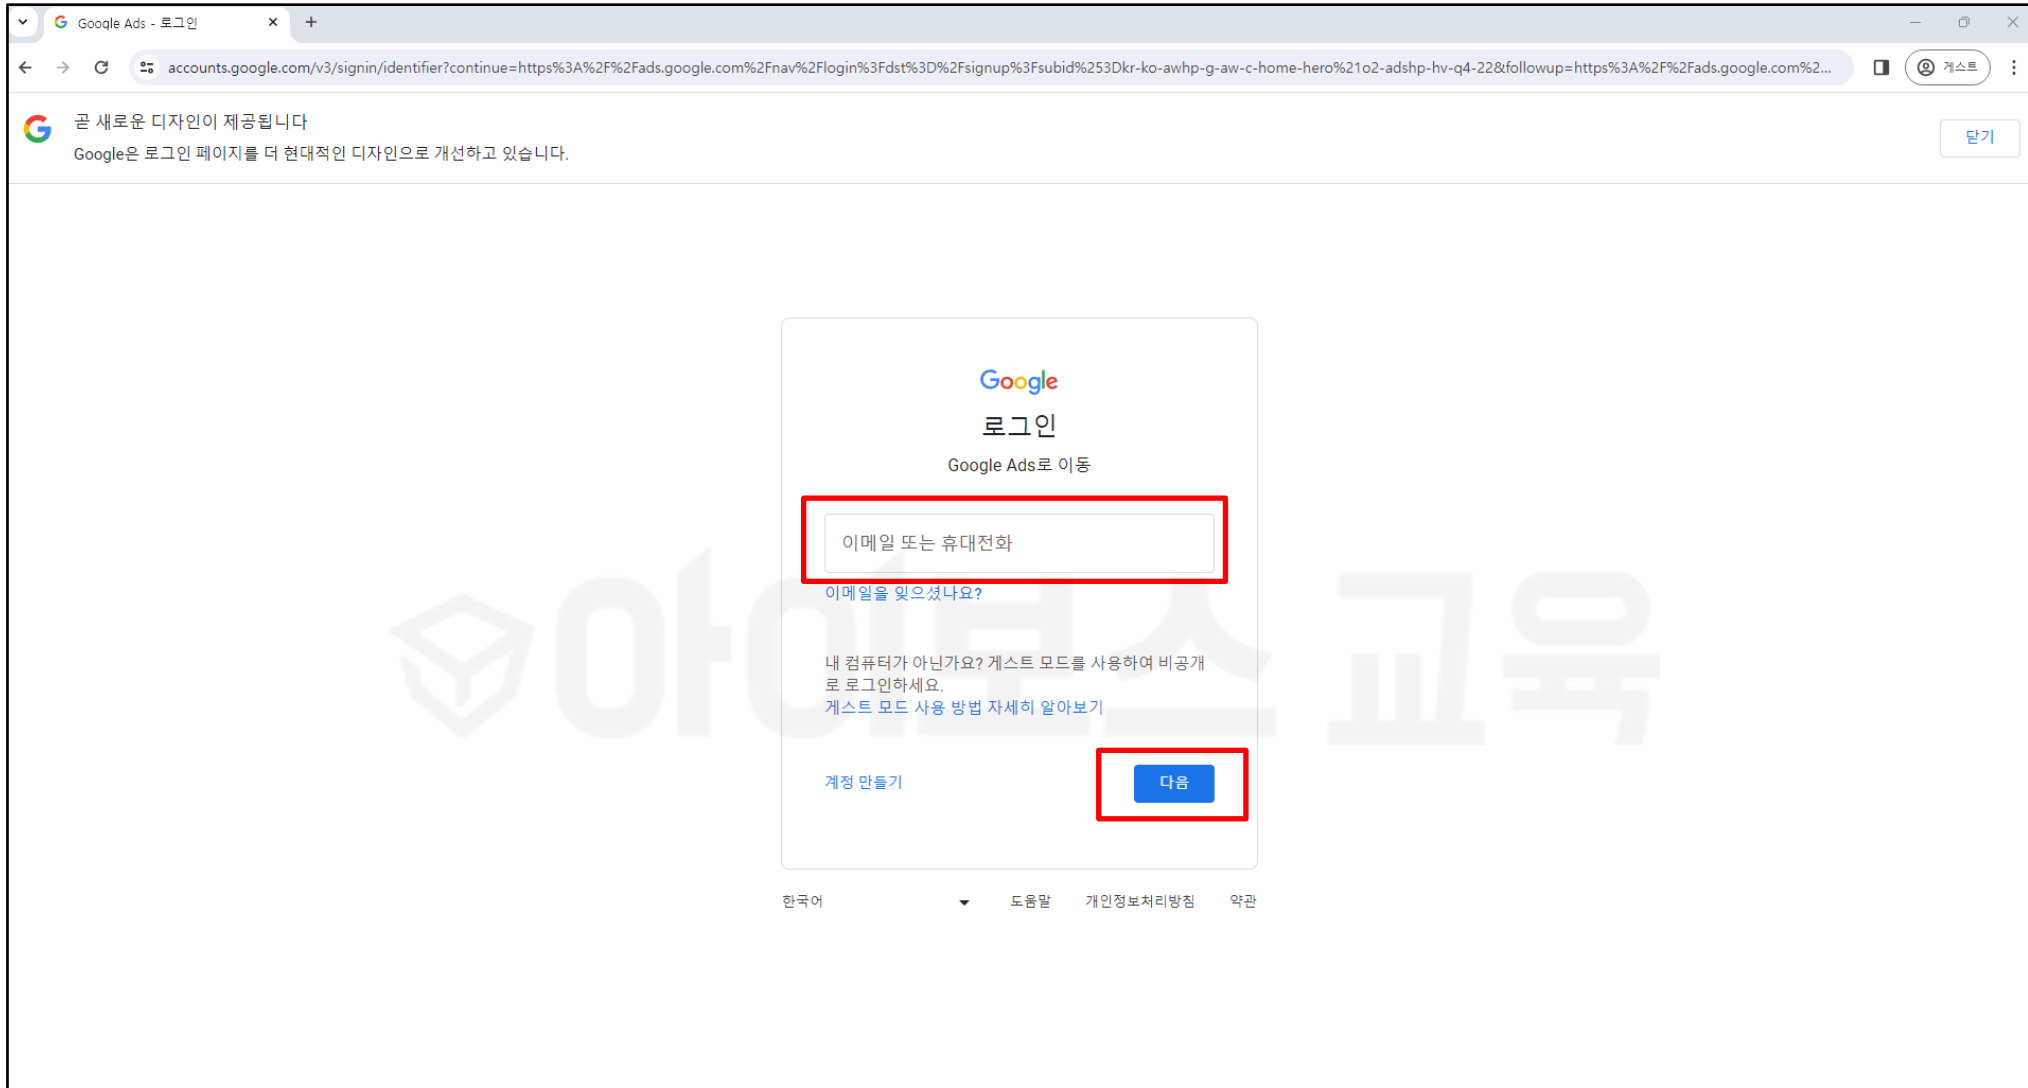 Google Ads - 로그인
accounts.google.com/v3/signin/identifier?continue=https%3A%2F%2Fads.google.com%2Fnav%2Flogin%3Fdst%3D%2Fsignup%3Fsubid%253Dkr-ko-awhp-g-aw-c-home-hero%21o2-adshp-hv-q4-22&followup=https%3A%2F%2Fads.google.com%2...
게스트
곧 새로운 디자인이 제공됩니다
Google은 로그인 페이지를 더 현대적인 디자인으로 개선하고 있습니다.
닫기
Google
로그인
Google Ads로 이동
이메일 또는 휴대전화
이메일을 잊으셨나요?
아이보스 교육
내 컴퓨터가 아닌가요? 게스트 모드를 사용하여 비공개
로 로그인하세요.
게스트 모드 사용 방법 자세히 알아보기
계정 만들기
다음
한국어 도움말 개인정보처리방침 약관